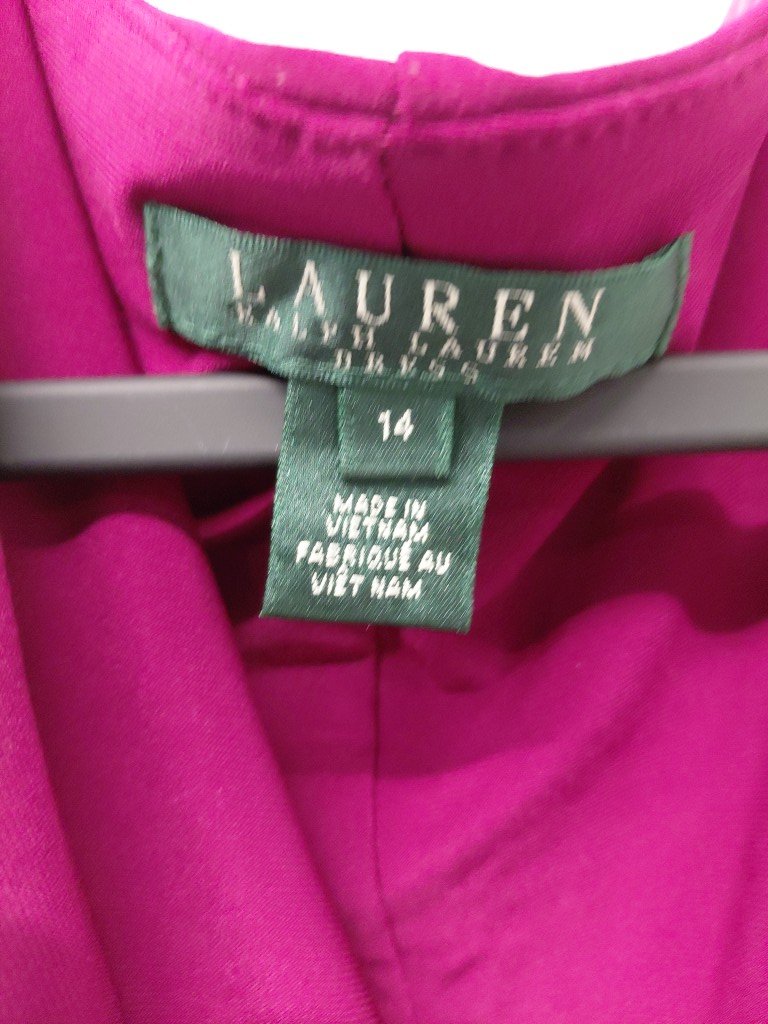 LAUREN
RALPH LAUREN
DRESS
14
MADE IN
VIETNAM
FABRIQUÉ AU
VIÊT NAM